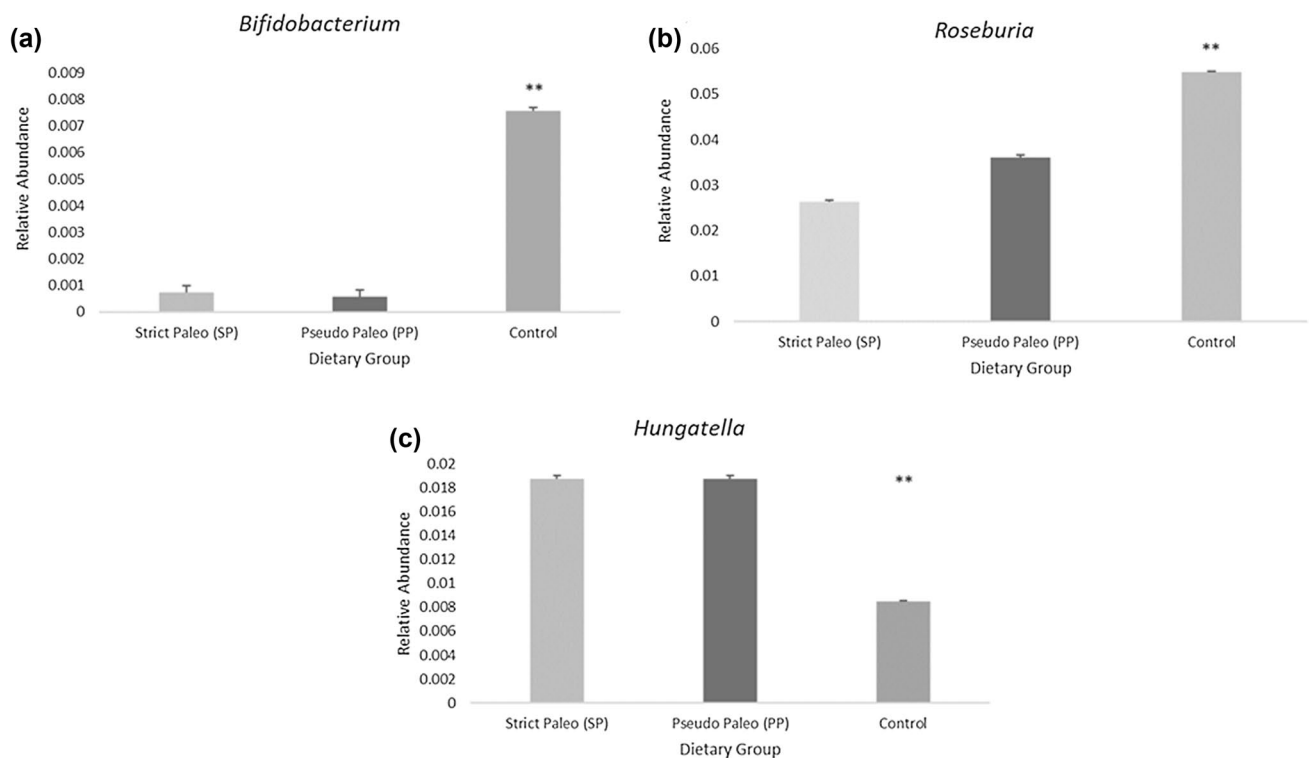 (a)
Bifidobacterium
Relative Abundance
0.009
0.008
0.007
0.006
0.005
0.004
0.003
0.002
0.001
0
**
Strict Paleo (SP) Pseudo Paleo (PP) Control
Dietary Group
(b)
Roseburia
Relative Abundance
0.06
0.05
0.04
0.03
0.02
0.01
0
**
Strict Paleo (SP) Pseudo Paleo (PP) Control
Dietary Group
(c)
Hungatella
Relative Abundance
0.02
0.018
0.016
0.014
0.012
0.01
0.008
0.006
0.004
0.002
0
**
Strict Paleo (SP) Pseudo Paleo (PP) Control
Dietary Group